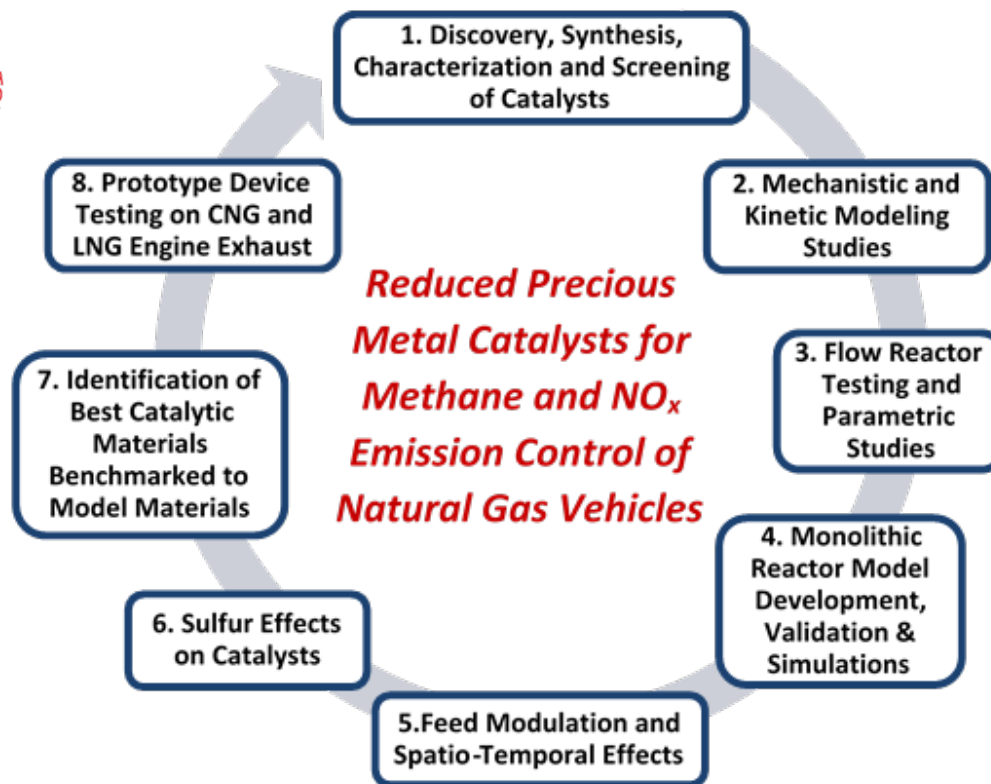 1. Discovery, Synthesis,
Characterization and Screening
of Catalysts
2. Mechanistic and
Kinetic Modeling
Studies
3. Flow Reactor
Testing and
Parametric
Studies
4. Monolithic
Reactor Model
Development,
Validation &
Simulations
5.Feed Modulation and
Spatio-Temporal Effects
6. Sulfur Effects
on Catalysts
7. Identification of
Best Catalytic
Materials
Benchmarked to
Model Materials
8. Prototype Device
Testing on CNG and
LNG Engine Exhaust
Reduced Precious
Metal Catalysts for
Methane and NOₓ
Emission Control of
Natural Gas Vehicles